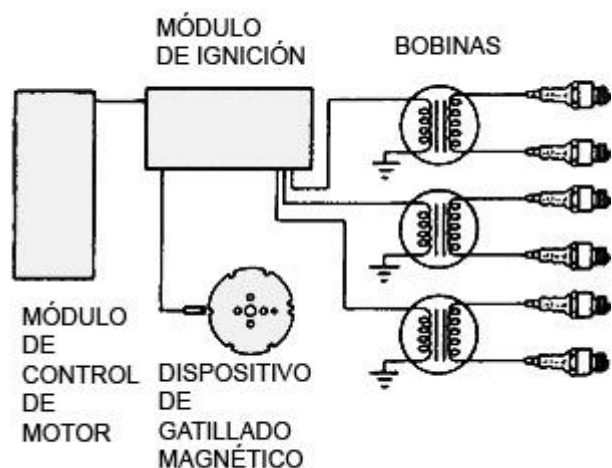 MÓDULO
DE IGNICIÓN
BOBINAS
MÓDULO
DE
CONTROL
DE
MOTOR
DISPOSITIVO
DE
GATILLADO
MAGNÉTICO